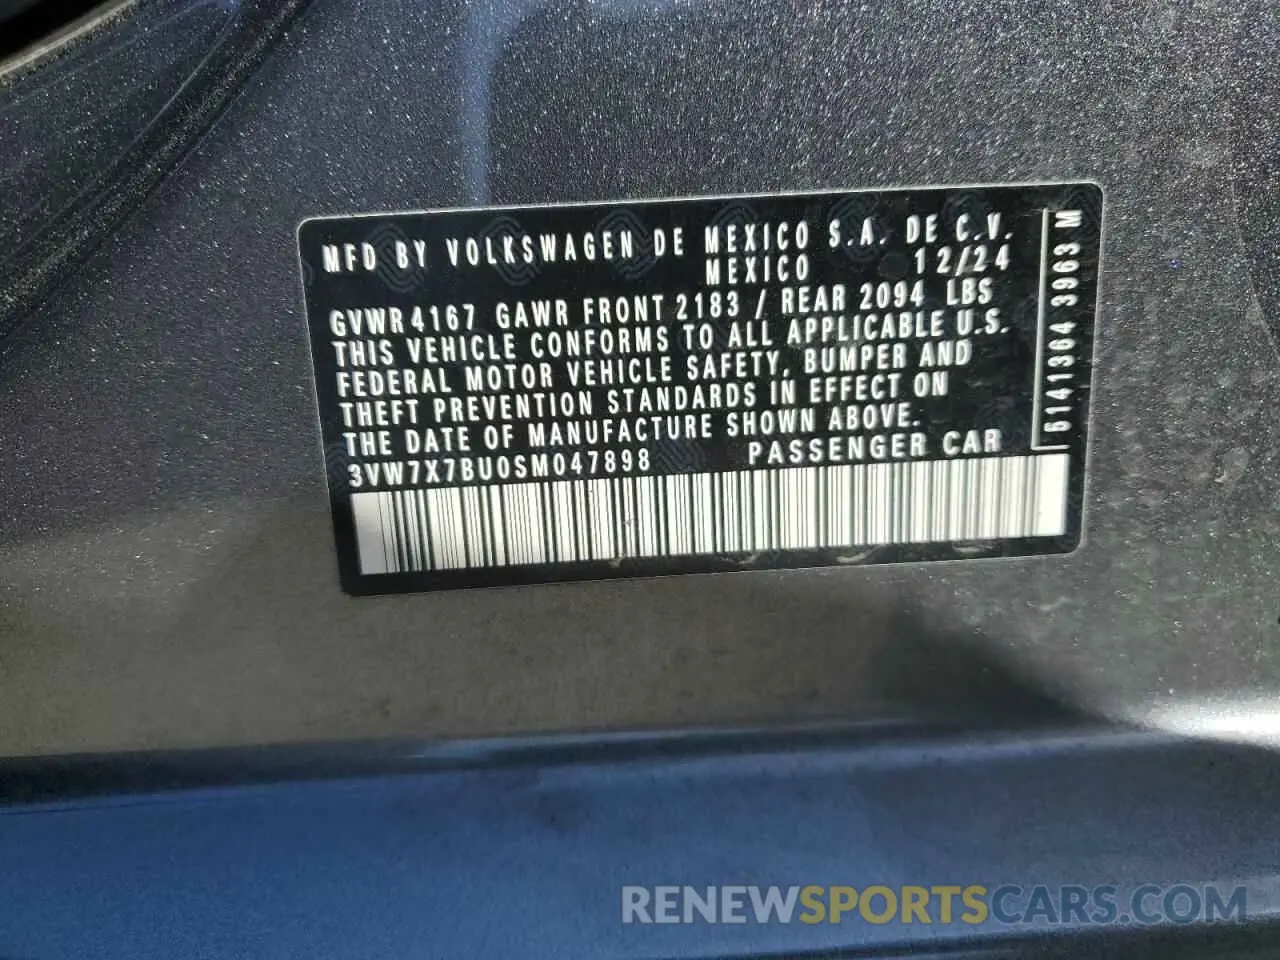 MFD BY VOLKSWAGEN DE MEXICO S.A. DE C.V.
MEXICO 12/24
GVWR 4167 GAWR FRONT 2183 / REAR 2094 LBS
THIS VEHICLE CONFORMS TO ALL APPLICABLE U.S.
FEDERAL MOTOR VEHICLE SAFETY, BUMPER AND
THEFT PREVENTION STANDARDS IN EFFECT ON
THE DATE OF MANUFACTURE SHOWN ABOVE.
3VW7X7BU0SM047898 PASSENGER CAR
6141364 3963 M
RENEWSPORTSCARS.COM